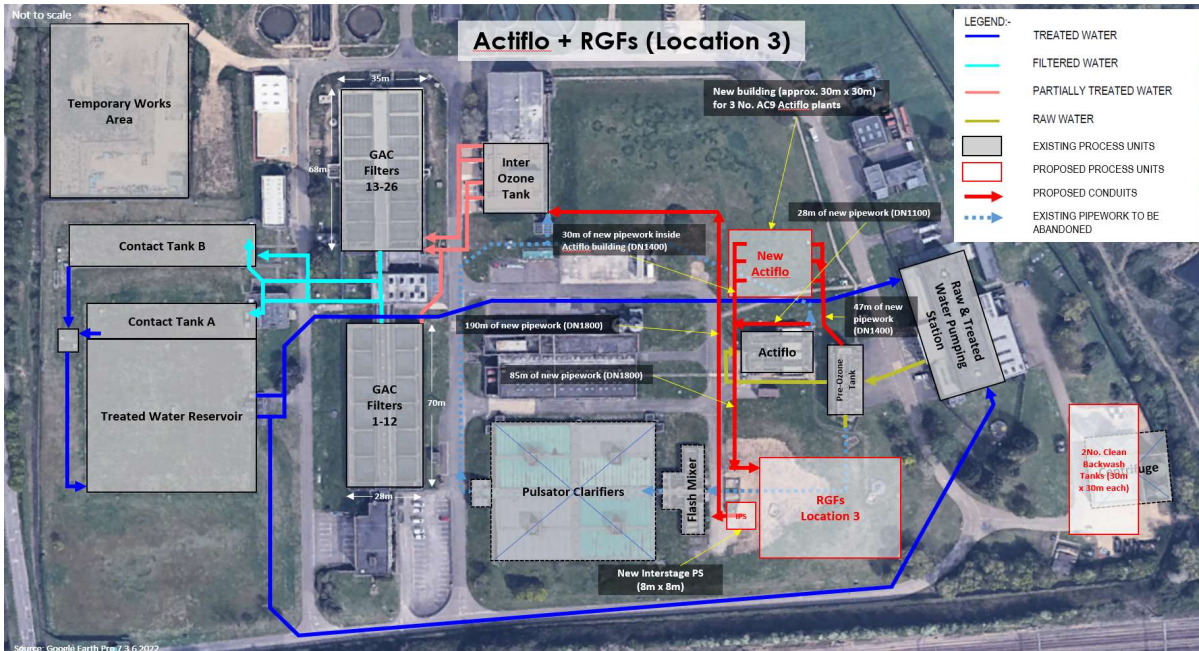 Not to scale
Actiflo + RGFs (Location 3)
LEGEND:-
TREATED WATER
FILTERED WATER
PARTIALLY TREATED WATER
RAW WATER
EXISTING PROCESS UNITS
PROPOSED PROCESS UNITS
PROPOSED CONDUITS
EXISTING PIPEWORK TO BE
ABANDONED
Temporary Works
Area
35m
68m
GAC
Filters
13-26
Inter
Ozone
Tank
New building (approx. 30m x 30m)
for 3 No. AC9 Actiflo plants
28m of new pipework (DN1100)
30m of new pipework inside
Actiflo building (DN1400)
New
Actiflo
Contact Tank B
Contact Tank A
Treated Water Reservoir
190m of new pipework (DN1800)
47m of new
pipework
(DN1400)
Raw & Treated
Water Pumping
Station
Actiflo
Pre-Ozone
Tank
85m of new pipework (DN1800)
GAC
Filters
1-12
70m
28m
Pulsator Clarifiers
Flash Mixer
IPS
RGFs
Location 3
2No. Clean
Backwash
Tanks (30m
x 30m each)
Centrifuge
New Interstage PS
(8m x 8m)
Source: Google Earth Pro 7.3.6.2022